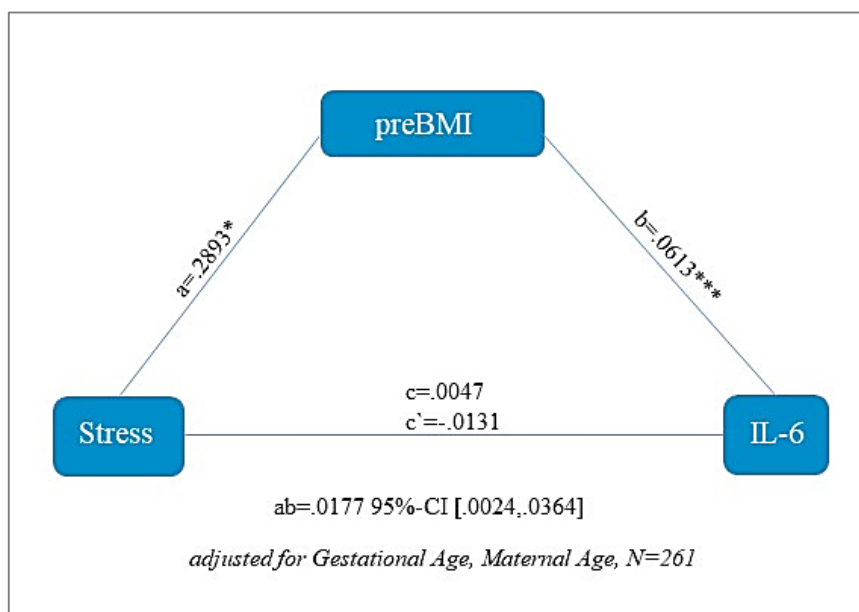 preBMI
a=.2893*
b=.0613***
c=.0047
c`=-.0131
Stress
IL-6
ab=.0177 95%-CI [.0024,.0364]
adjusted for Gestational Age, Maternal Age, N=261